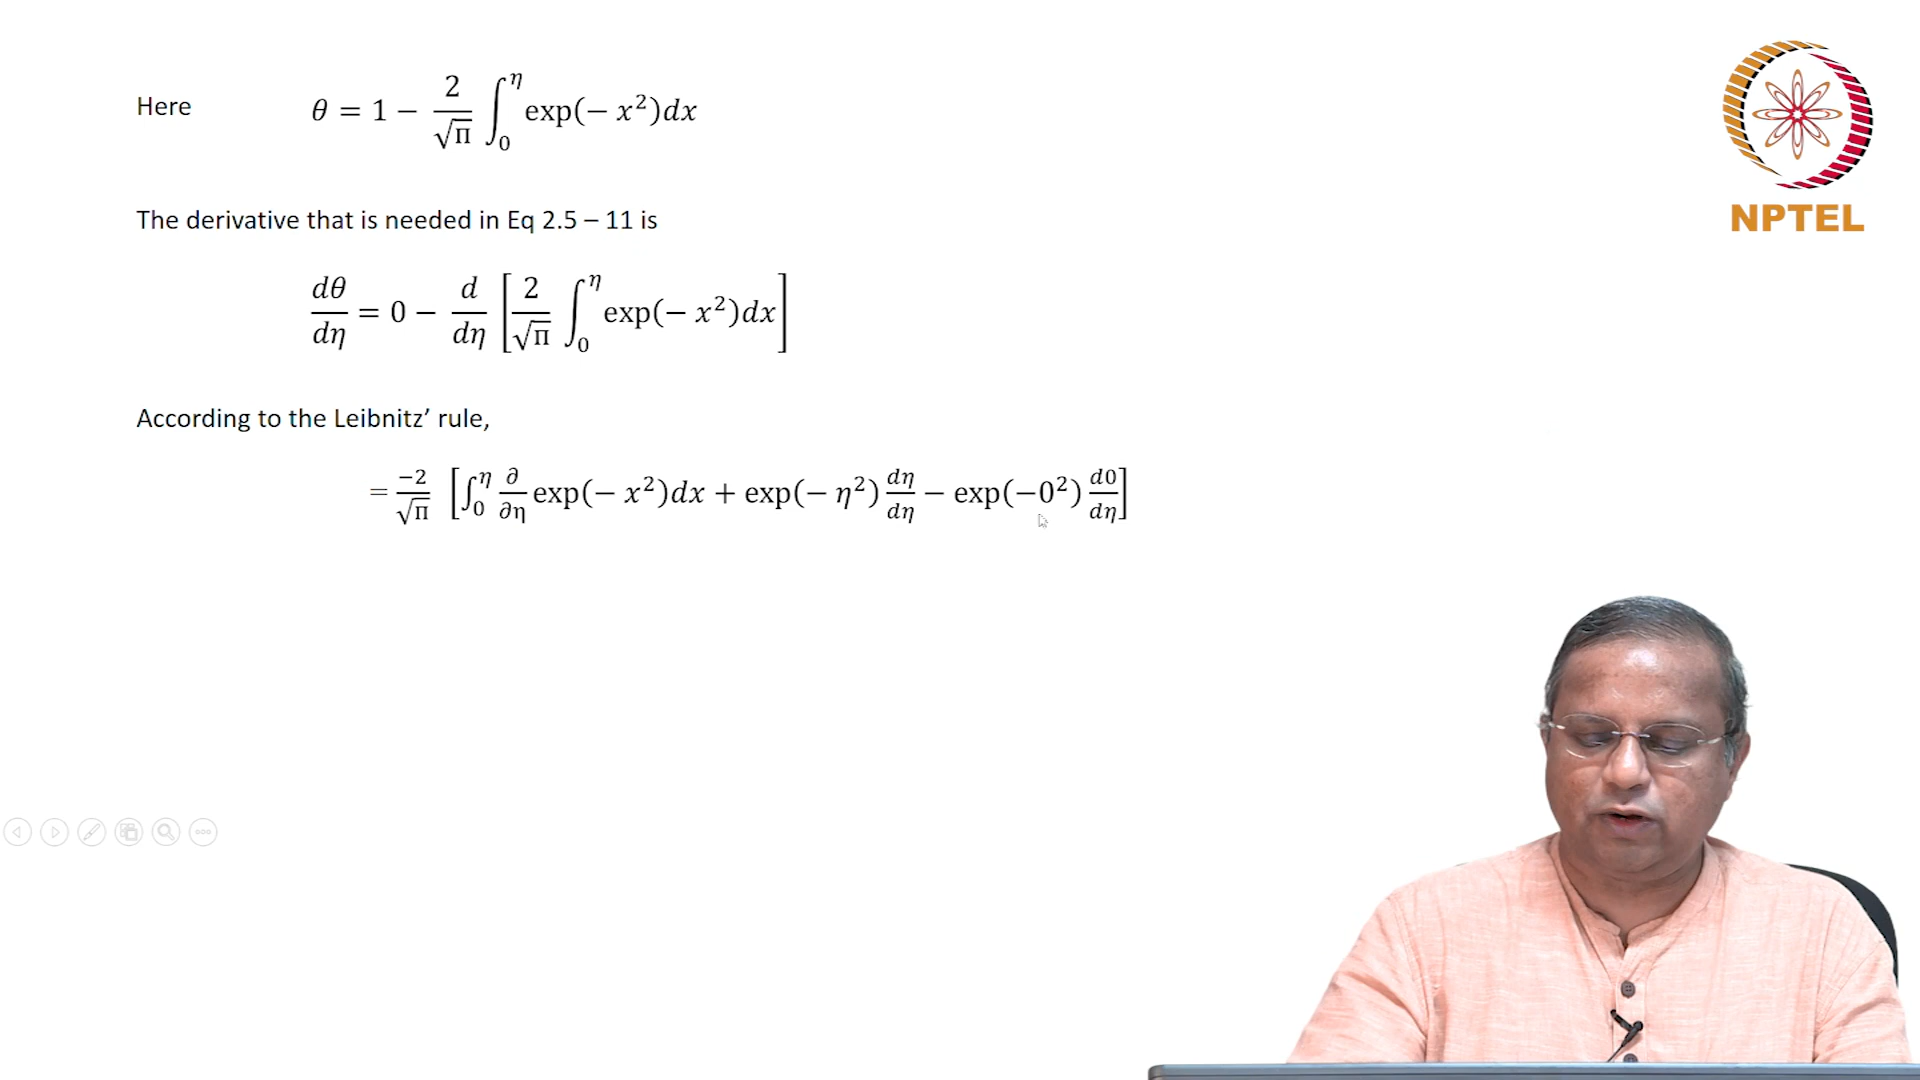 Here θ = 1 − 2/√π ∫₀^η exp(− x²)dx
NPTEL
The derivative that is needed in Eq 2.5 – 11 is
dθ/dη = 0 − d/dη [2/√π ∫₀^η exp(− x²)dx]
According to the Leibnitz’ rule,
= −2/√π [∫₀^η ∂/∂η exp(− x²)dx + exp(− η²) dη/dη − exp(−0²) d0/dη]